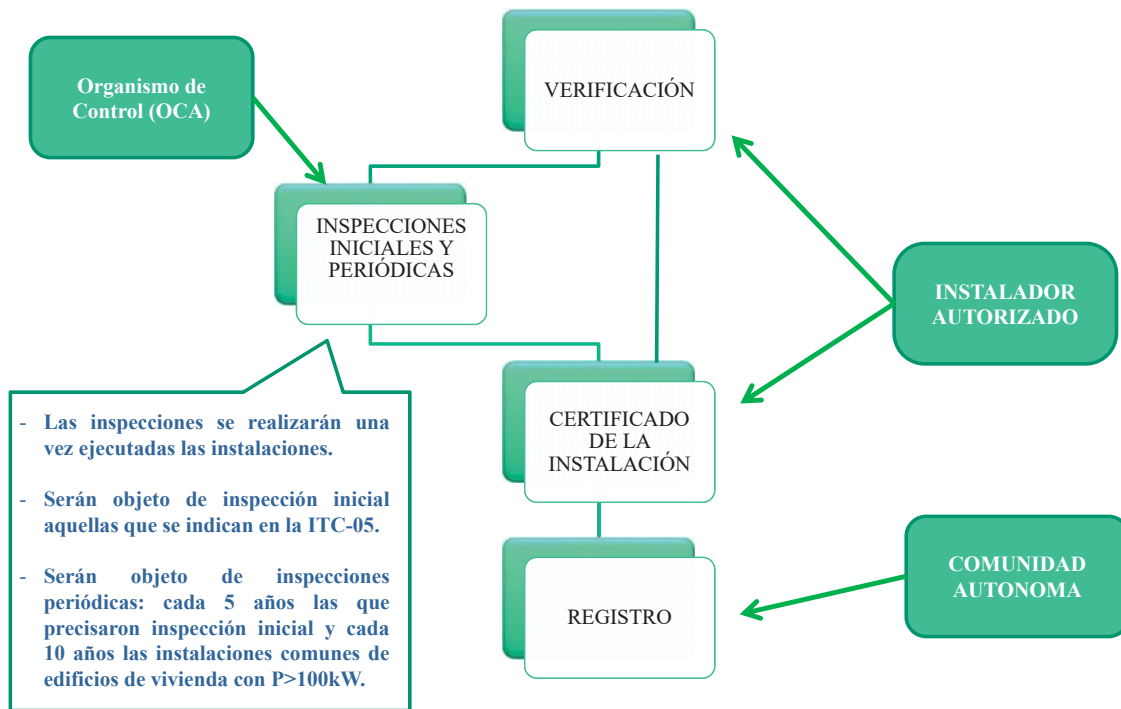 VERIFICACIÓN
Organismo de
Control (OCA)
INSPECCIONES
INICIALES Y
PERIÓDICAS
INSTALADOR
AUTORIZADO
- Las inspecciones se realizarán una
vez ejecutadas las instalaciones.
- Serán objeto de inspección inicial
aquellas que se indican en la ITC-05.
- Serán objeto de inspecciones
periódicas: cada 5 años las que
precisaron inspección inicial y cada
10 años las instalaciones comunes de
edificios de vivienda con P>100kW.
CERTIFICADO
DE LA
INSTALACIÓN
COMUNIDAD
AUTONOMA
REGISTRO